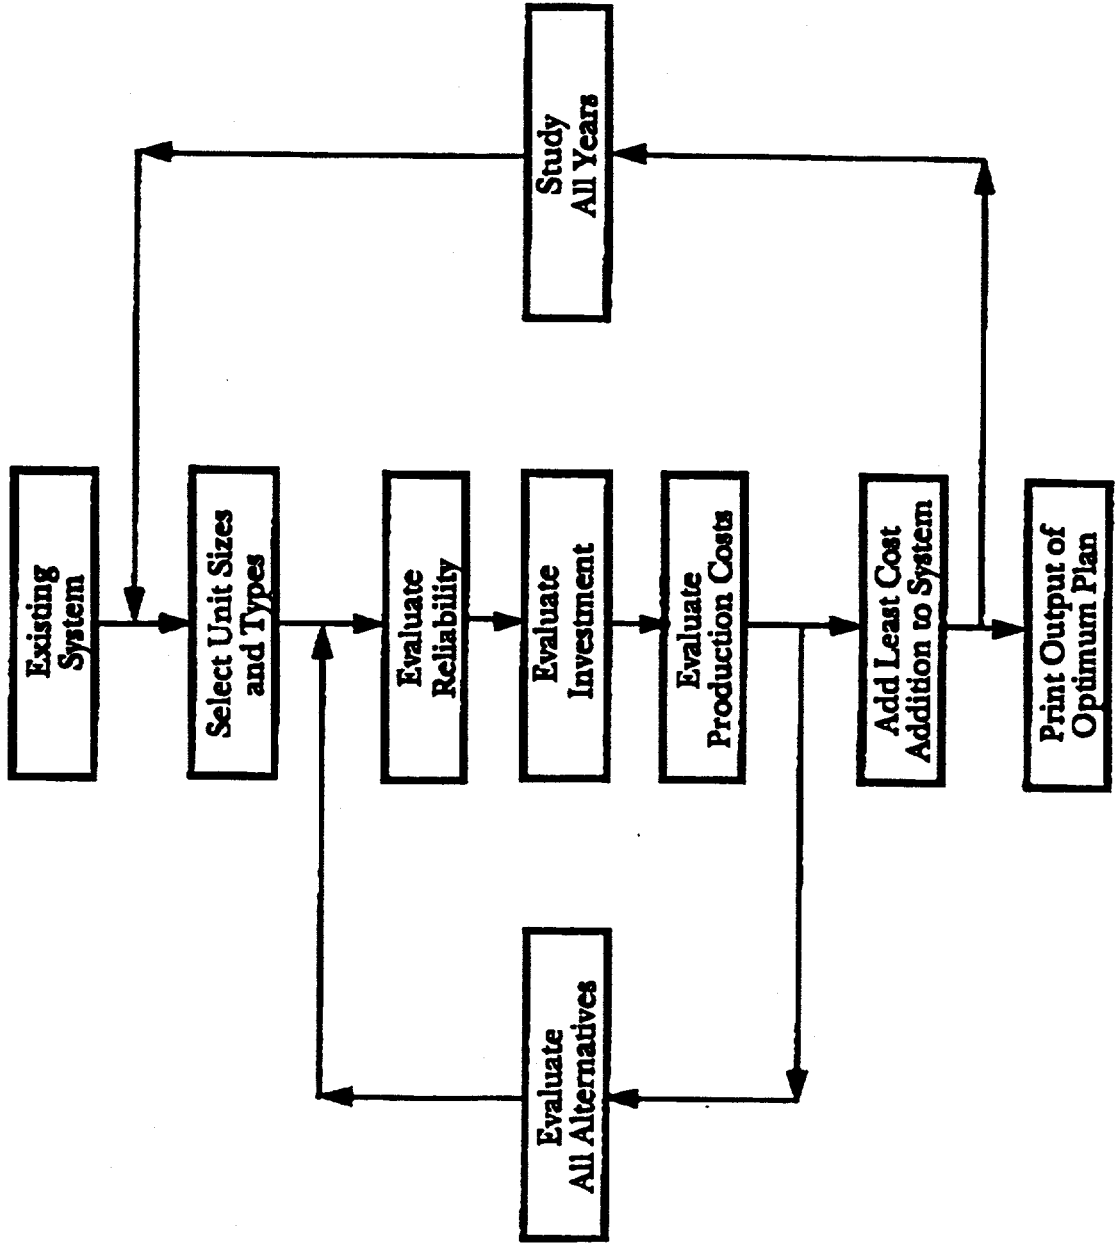 Existing
System
Select Unit Sizes
and Types
Evaluate
Reliability
Evaluate
Investment
Evaluate
Production Costs
Add Least Cost
Addition to System
Print Output of
Optimum Plan
Study
All Years
Evaluate
All Alternatives